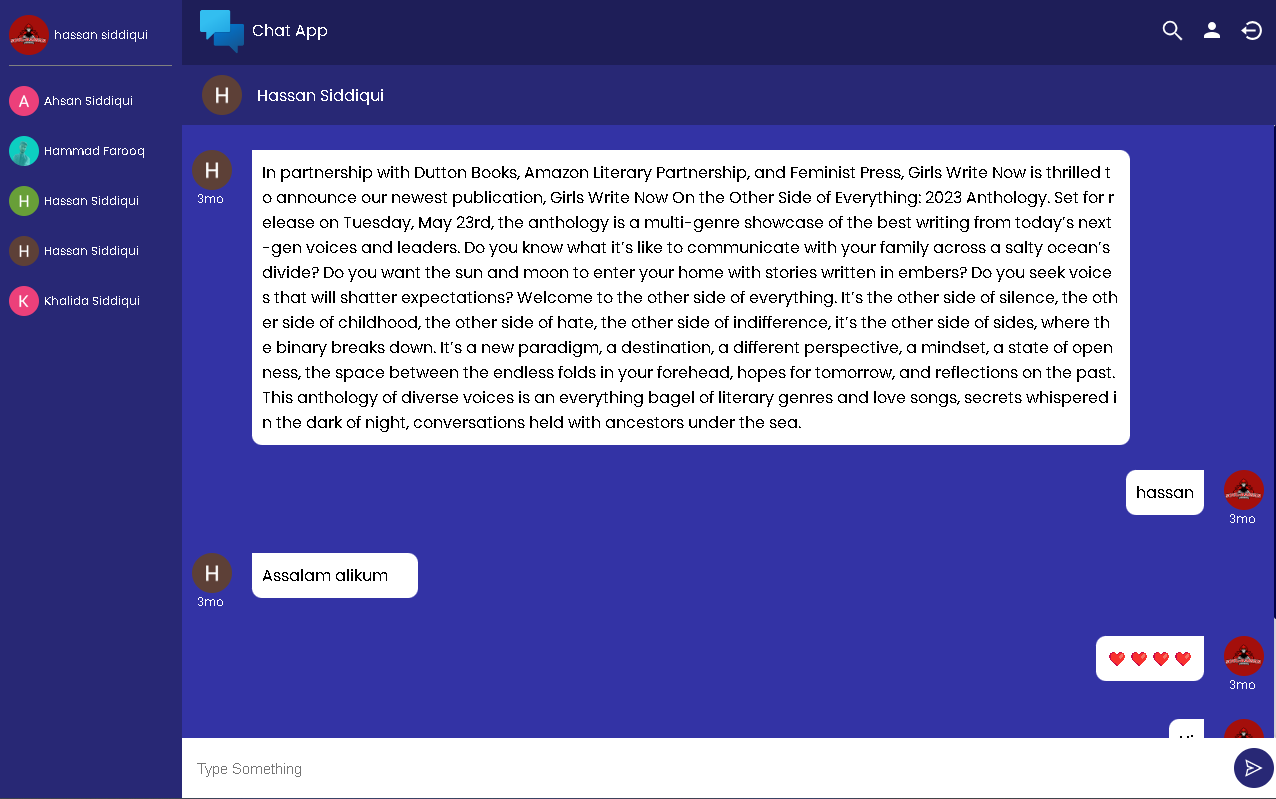 hassan siddiqui
Chat App
A Ahsan Siddiqui
Hammad Farooq
H Hassan Siddiqui
H Hassan Siddiqui
K Khalida Siddiqui
H Hassan Siddiqui
H
3mo
In partnership with Dutton Books, Amazon Literary Partnership, and Feminist Press, Girls Write Now is thrilled t
o announce our newest publication, Girls Write Now On the Other Side of Everything: 2023 Anthology. Set for r
elease on Tuesday, May 23rd, the anthology is a multi-genre showcase of the best writing from today’s next
-gen voices and leaders. Do you know what it’s like to communicate with your family across a salty ocean’s
divide? Do you want the sun and moon to enter your home with stories written in embers? Do you seek voice
s that will shatter expectations? Welcome to the other side of everything. It’s the other side of silence, the oth
er side of childhood, the other side of hate, the other side of indifference, it’s the other side of sides, where th
e binary breaks down. It’s a new paradigm, a destination, a different perspective, a mindset, a state of open
ness, the space between the endless folds in your forehead, hopes for tomorrow, and reflections on the past.
This anthology of diverse voices is an everything bagel of literary genres and love songs, secrets whispered i
n the dark of night, conversations held with ancestors under the sea.
hassan
3mo
H
Assalam alikum
3mo
❤️ ❤️ ❤️ ❤️
3mo
Type Something